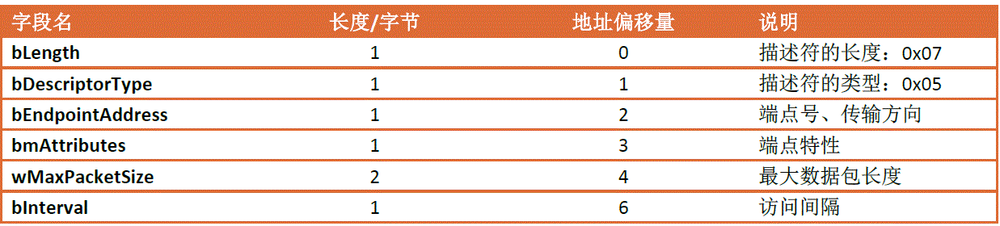 字段名 长度/字节 地址偏移量 说明
bLength 1 0 描述符的长度：0x07
bDescriptorType 1 1 描述符的类型：0x05
bEndpointAddress 1 2 端点号、传输方向
bmAttributes 1 3 端点特性
wMaxPacketSize 2 4 最大数据包长度
bInterval 1 6 访问间隔